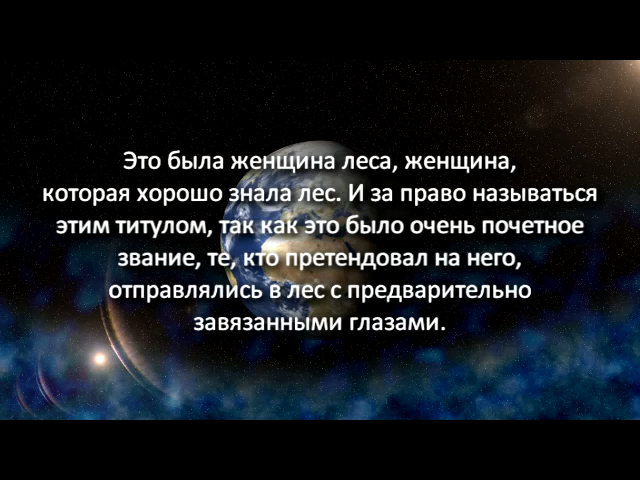 Это была женщина леса, женщина,
которая хорошо знала лес. И за право называться
этим титулом, так как это было очень почетное
звание, те, кто претендовал на него,
отправлялись в лес с предварительно
завязанными глазами.